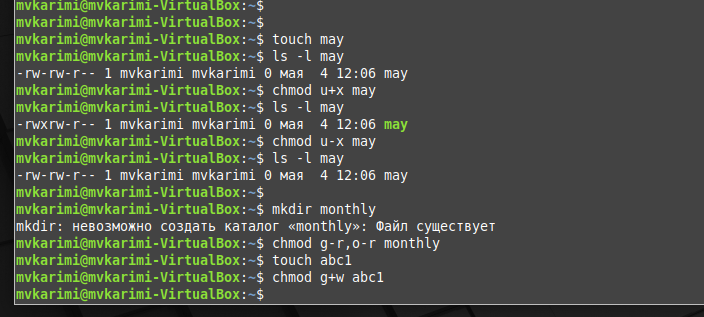 mvkarimi@mvkarimi-VirtualBox:~$
mvkarimi@mvkarimi-VirtualBox:~$
mvkarimi@mvkarimi-VirtualBox:~$ touch may
mvkarimi@mvkarimi-VirtualBox:~$ ls -l may
-rw-rw-r-- 1 mvkarimi mvkarimi 0 мая  4 12:06 may
mvkarimi@mvkarimi-VirtualBox:~$ chmod u+x may
mvkarimi@mvkarimi-VirtualBox:~$ ls -l may
-rwxrw-r-- 1 mvkarimi mvkarimi 0 мая  4 12:06 may
mvkarimi@mvkarimi-VirtualBox:~$ chmod u-x may
mvkarimi@mvkarimi-VirtualBox:~$ ls -l may
-rw-rw-r-- 1 mvkarimi mvkarimi 0 мая  4 12:06 may
mvkarimi@mvkarimi-VirtualBox:~$
mvkarimi@mvkarimi-VirtualBox:~$ mkdir monthly
mkdir: невозможно создать каталог «monthly»: Файл существует
mvkarimi@mvkarimi-VirtualBox:~$ chmod g-r,o-r monthly
mvkarimi@mvkarimi-VirtualBox:~$ touch abc1
mvkarimi@mvkarimi-VirtualBox:~$ chmod g+w abc1
mvkarimi@mvkarimi-VirtualBox:~$